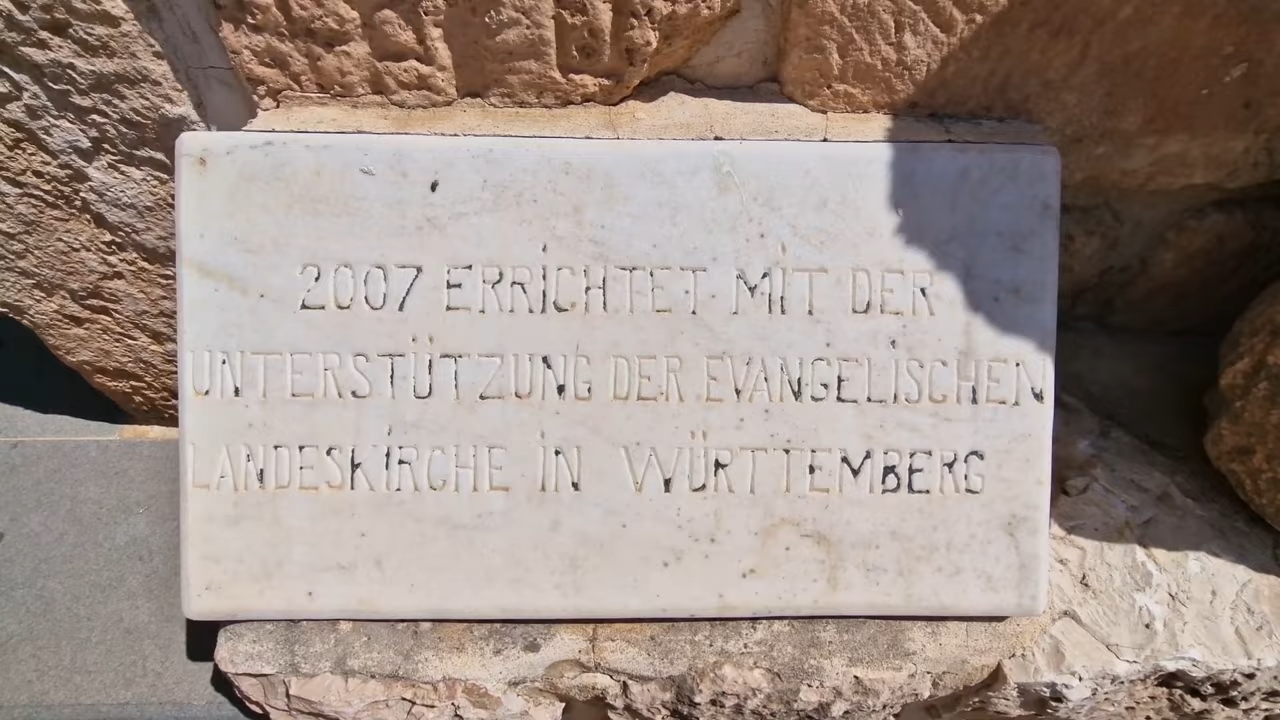 2007 ERRICHTET MIT DER
UNTERSTÜTZUNG DER EVANGELISCHEN
LANDESKIRCHE IN WÜRTTEMBERG